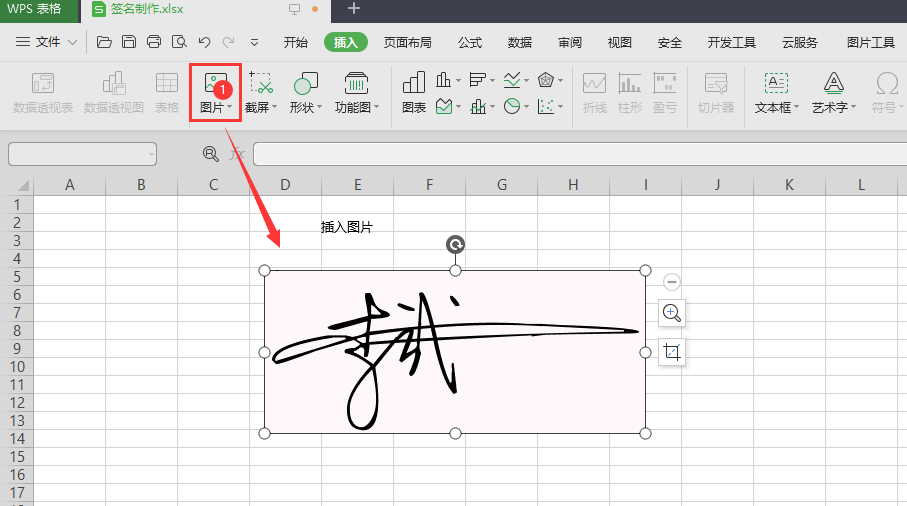 WPS 表格 签名制作.xlsx
文件 开始 插入 页面布局 公式 数据 审阅 视图 安全 开发工具 云服务 图片工具
1
数据透视表 数据透视图 表格 图片 截屏 形状 功能图 图表 折线 柱形 盈亏 切片器 文本框 艺术字 符号
fx
A B C D E F G H I J K L
1
2 插入图片
3
4
5
6
7
8
9
10
11
12
13
14
15
16
17